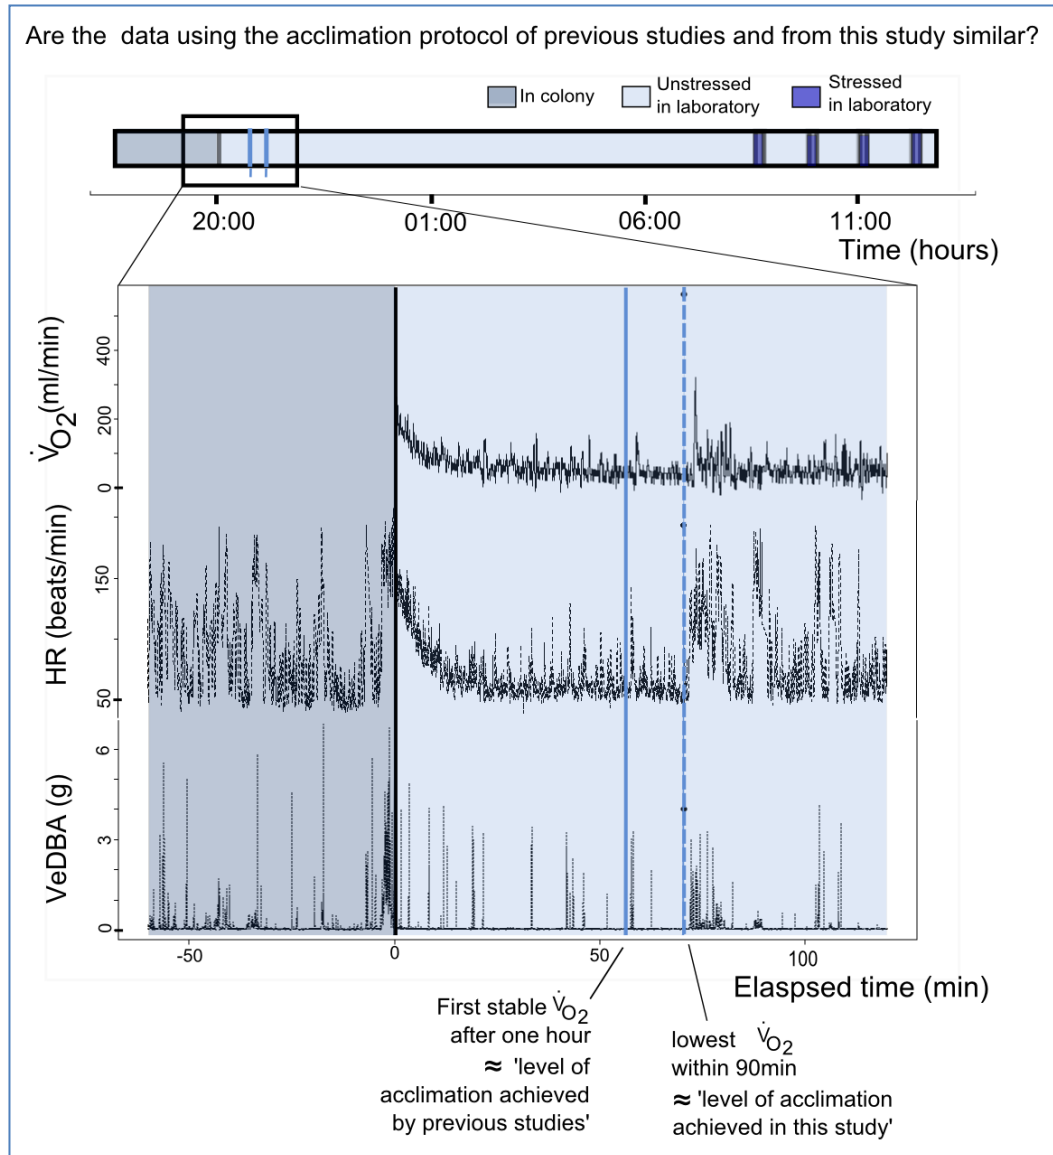 Are the data using the acclimation protocol of previous studies and from this study similar?
In colony
Unstressed
in laboratory
Stressed
in laboratory
20:00
01:00
06:00
11:00
Time (hours)
V̇O2(ml/min)
400
200
0
HR (beats/min)
150
50
VeDBA (g)
6
3
0
-50
0
50
100
Elaspsed time (min)
First stable V̇O2
after one hour
≈ 'level of
acclimation achieved
by previous studies'
lowest V̇O2
within 90min
≈ 'level of acclimation
achieved in this study'